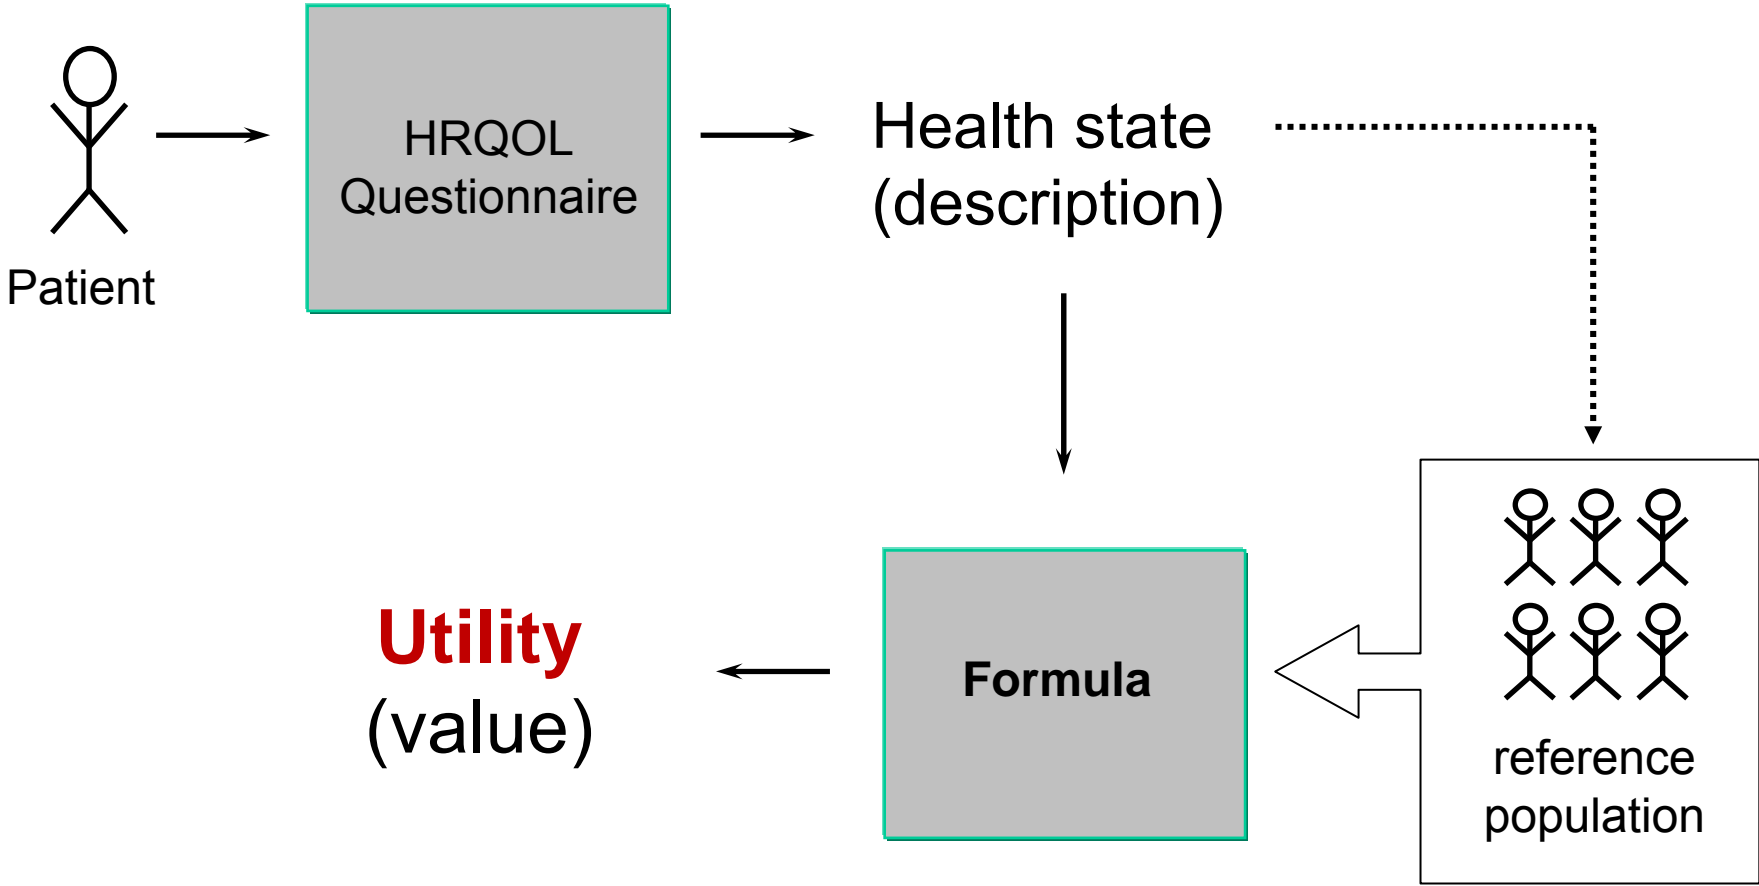 HRQOL
Questionnaire
Health state
(description)
Patient
Utility
(value)
Formula
reference
population